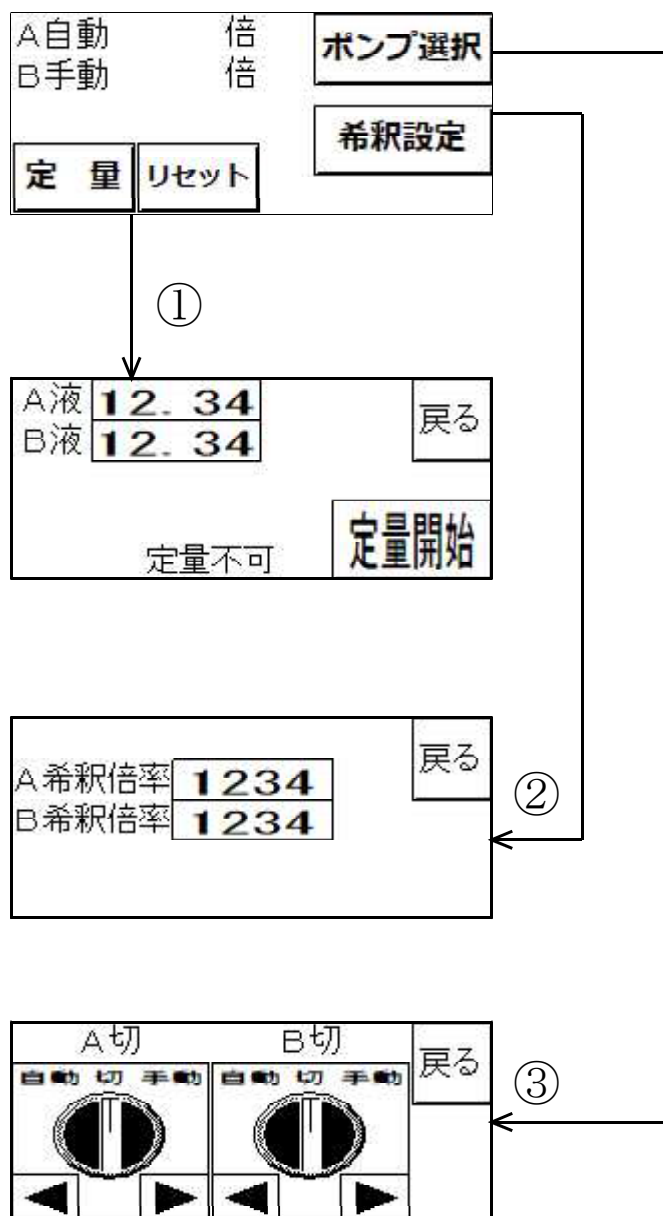 A自動 倍 ポンプ選択
B手動 倍
希釈設定
定 量 リセット
①
A液 12.34 戻る
B液 12.34
定量不可 定量開始
戻る
A希釈倍率 1234
B希釈倍率 1234
②
A切 B切 戻る
自動 切 手動 自動 切 手動
③